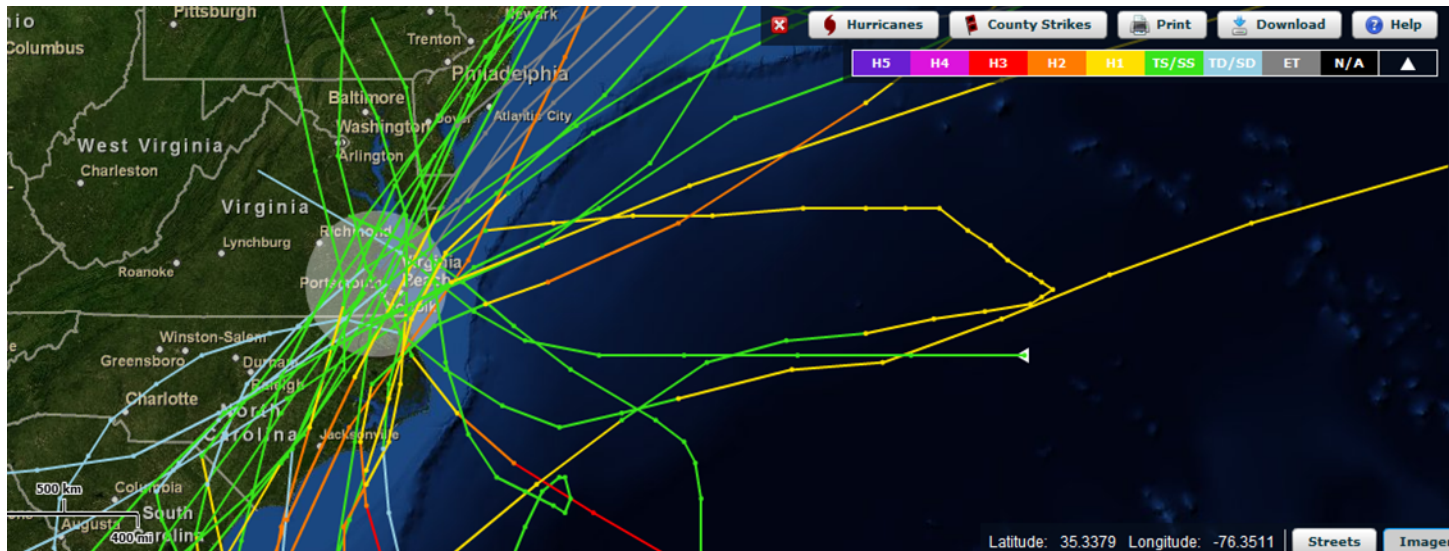 Pittsburgh
Newark
Hurricanes
County Strikes
Print
Download
Help
Columbus
Trenton
H5 H4 H3 H2 H1 TS/SS TD/SD ET N/A
Philadelphia
Baltimore
Dover
Atlantic City
Washington
Arlington
West Virginia
Charleston
Virginia
Richmond
Lynchburg
Roanoke
Virginia
Beach
Portsmouth
Winston-Salem
Greensboro
Durham
Raleigh
Charlotte
North
Carolina
Jacksonville
Columbia
500 km
South
Carolina
Augusta
400 mi
Latitude: 35.3379 Longitude: -76.3511
Streets
Imager